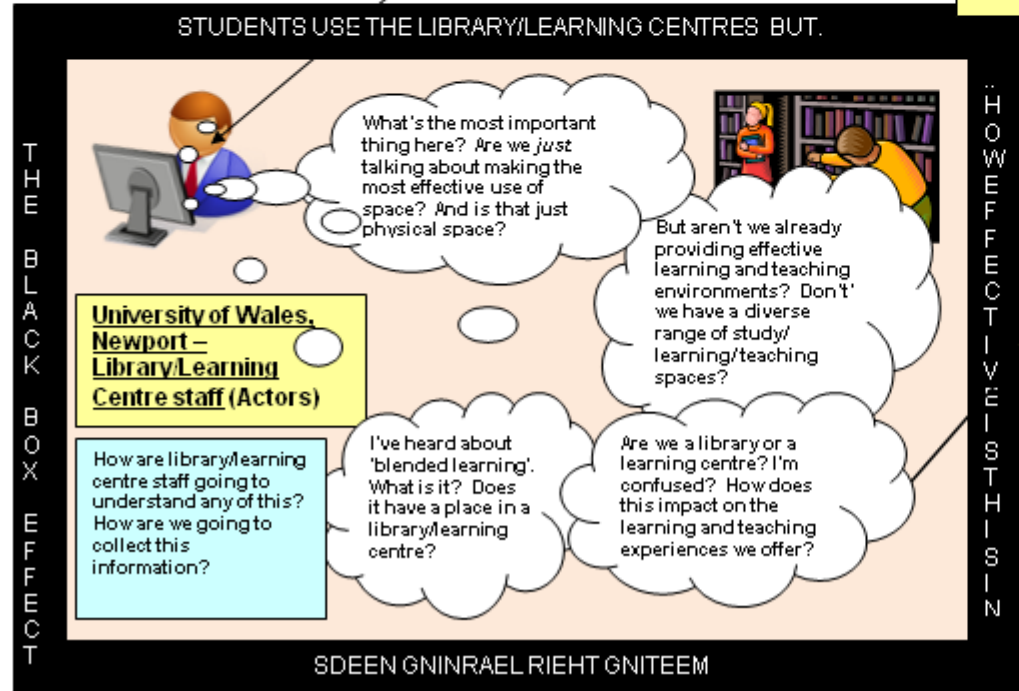 STUDENTS USE THE LIBRARY/LEARNING CENTRES BUT.
..HOW EFFECTIVE IS THIS IN
SDEEN GNINRAEL RIEHT GNITEEM
THE BLACK BOX EFFECT
What's the most important
thing here? Are we just
talking about making the
most effective use of
space? And is that just
physical space?
But aren't we already
providing effective
learning and teaching
environments? Don't'
we have a diverse
range of study/
learning/teaching
spaces?
University of Wales,
Newport –
Library/Learning
Centre staff (Actors)
How are library/learning
centre staff going to
understand any of this?
How are we going to
collect this
information?
I've heard about
'blended learning'.
What is it? Does
it have a place in a
library/learning
centre?
Are we a library or a
learning centre? I'm
confused? How does
this impact on the
learning and teaching
experiences we offer?